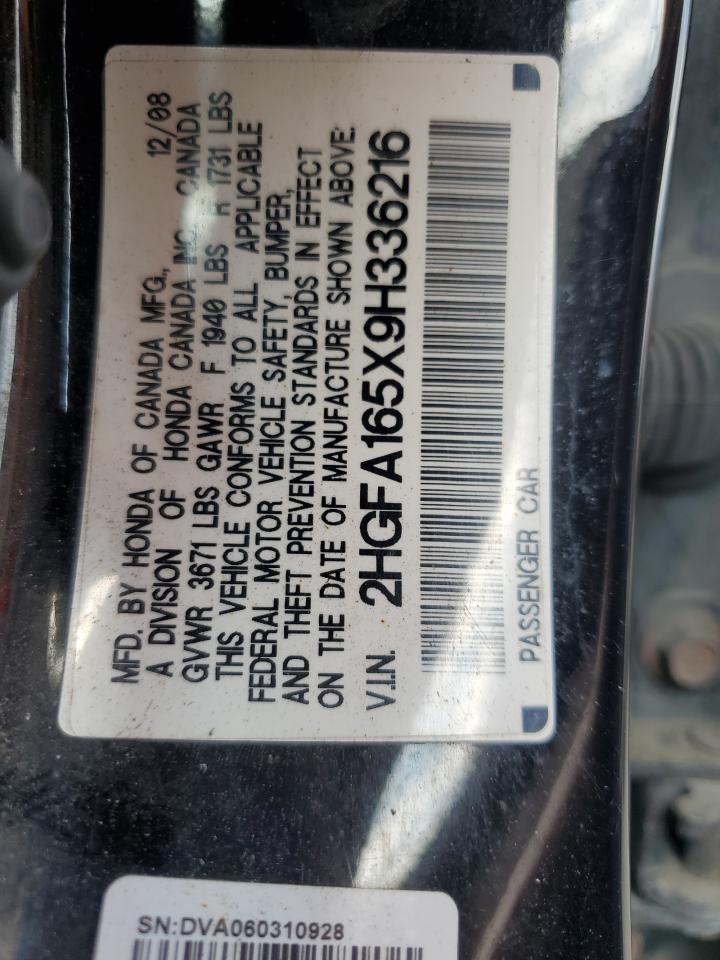 MFD. BY HONDA OF CANADA MFG., 12/08
A DIVISION OF HONDA CANADA INC, CANADA
GVWR 3671 LBS GAWR F 1940 LBS R 1731 LBS
THIS VEHICLE CONFORMS TO ALL APPLICABLE
FEDERAL MOTOR VEHICLE SAFETY, BUMPER,
AND THEFT PREVENTION STANDARDS IN EFFECT
ON THE DATE OF MANUFACTURE SHOWN ABOVE:
V.I.N. 2HGFA165X9H336216
PASSENGER CAR
SN:DVA060310928